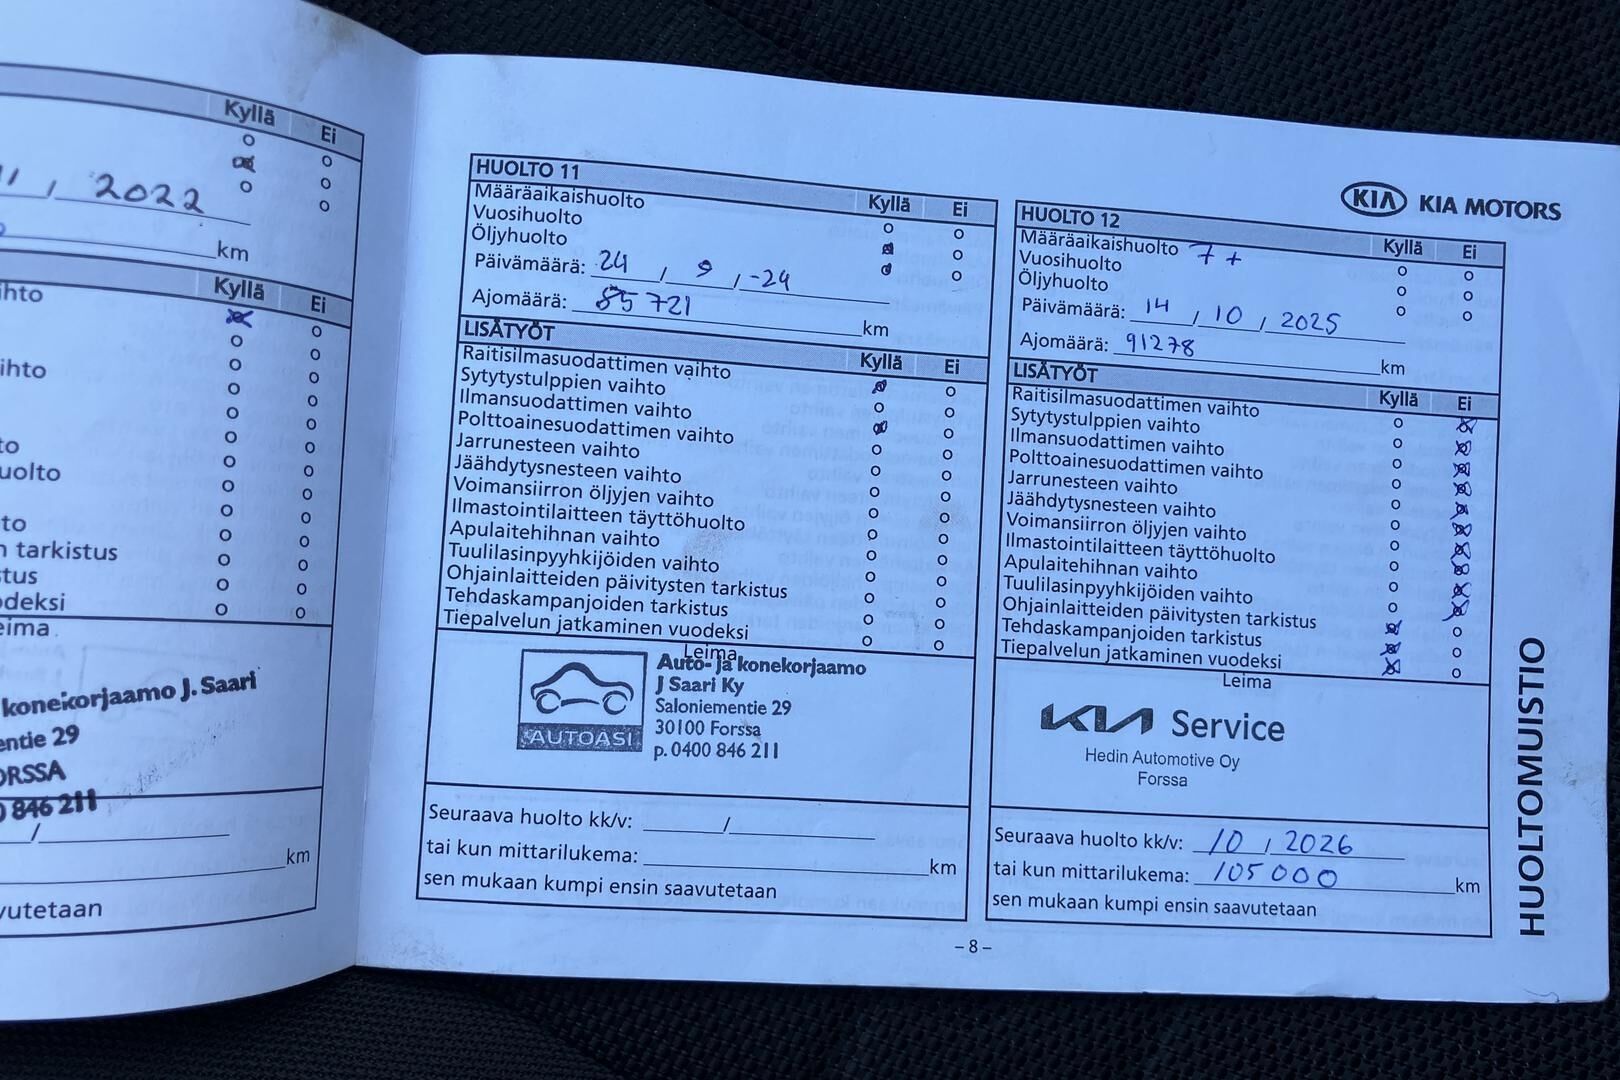 Kyllä Ei
11 / 2022
km
Kyllä Ei
ihto
ihto
to
uolto
to
n tarkistus
stus
odeksi
eima
konekorjaamo J. Saari
entie 29
ORSSA
0 846 211
/
km
vutetaan
HUOLTO 11
Määräaikaishuolto Kyllä Ei
Vuosihuolto
Öljyhuolto
Päivämäärä: 24 / 9 / -24
Ajomäärä: 85 721 km
LISÄTYÖT Kyllä Ei
Raitisilmasuodattimen vaihto
Sytytystulppien vaihto
Ilmansuodattimen vaihto
Polttoainesuodattimen vaihto
Jarrunesteen vaihto
Jäähdytysnesteen vaihto
Voimansiirron öljyjen vaihto
Ilmastointilaitteen täyttöhuolto
Apulaitehihnan vaihto
Tuulilasinpyyhkijöiden vaihto
Ohjainlaitteiden päivitysten tarkistus
Tehdaskampanjoiden tarkistus
Tiepalvelun jatkaminen vuodeksi
Leima
AUTOASI
Auto- ja konekorjaamo
J Saari Ky
Saloniementie 29
30100 Forssa
p. 0400 846 211
Seuraava huolto kk/v: /
tai kun mittarilukema: km
sen mukaan kumpi ensin saavutetaan
KIA KIA MOTORS
HUOLTO 12
Määräaikaishuolto 7+ Kyllä Ei
Vuosihuolto
Öljyhuolto
Päivämäärä: 14 / 10 / 2025
Ajomäärä: 91278 km
LISÄTYÖT Kyllä Ei
Raitisilmasuodattimen vaihto
Sytytystulppien vaihto
Ilmansuodattimen vaihto
Polttoainesuodattimen vaihto
Jarrunesteen vaihto
Jäähdytysnesteen vaihto
Voimansiirron öljyjen vaihto
Ilmastointilaitteen täyttöhuolto
Apulaitehihnan vaihto
Tuulilasinpyyhkijöiden vaihto
Ohjainlaitteiden päivitysten tarkistus
Tehdaskampanjoiden tarkistus
Tiepalvelun jatkaminen vuodeksi
Leima
KIA Service
Hedin Automotive Oy
Forssa
Seuraava huolto kk/v: 10 / 2026
tai kun mittarilukema: 105000 km
sen mukaan kumpi ensin saavutetaan
HUOLTOMUISTIO
– 8 –